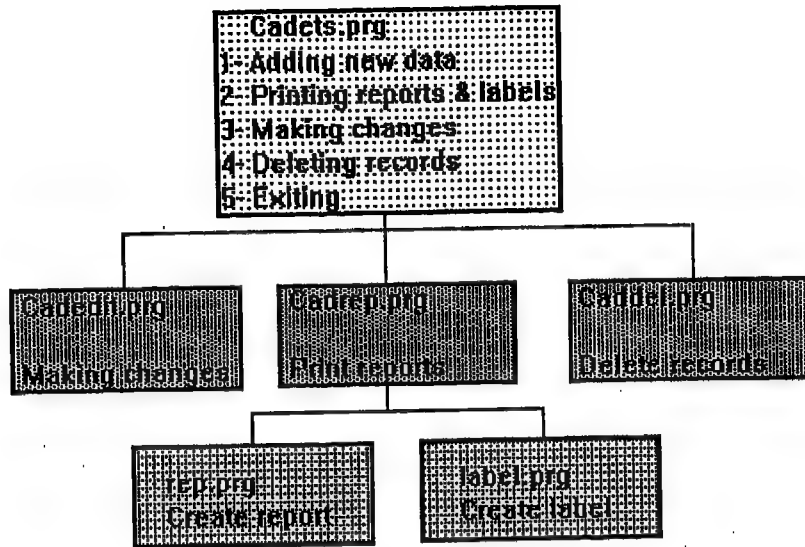 Cadets.prg
1- Adding new data
2- Printing reports & labels
3- Making changes
4- Deleting records
5- Exiting
Cadedit.prg
Making changes
Cadrep.prg
Print reports
Caddel.prg
Delete records
rep.prg
Create report
label.prg
Create label